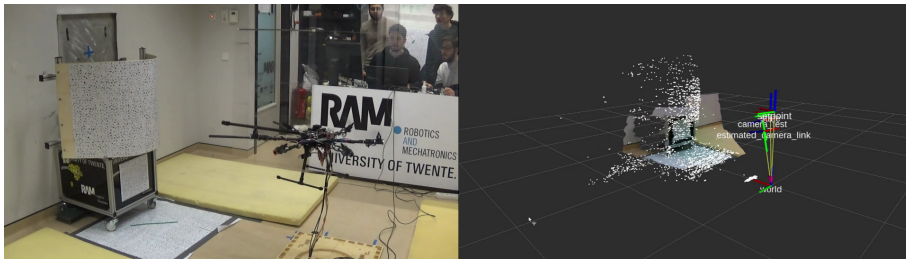 RAM
ROBOTICS
AND
MECHATRONICS
UNIVERSITY OF TWENTE.
RAM
setpoint
camera_test
estimated_camera_link
world